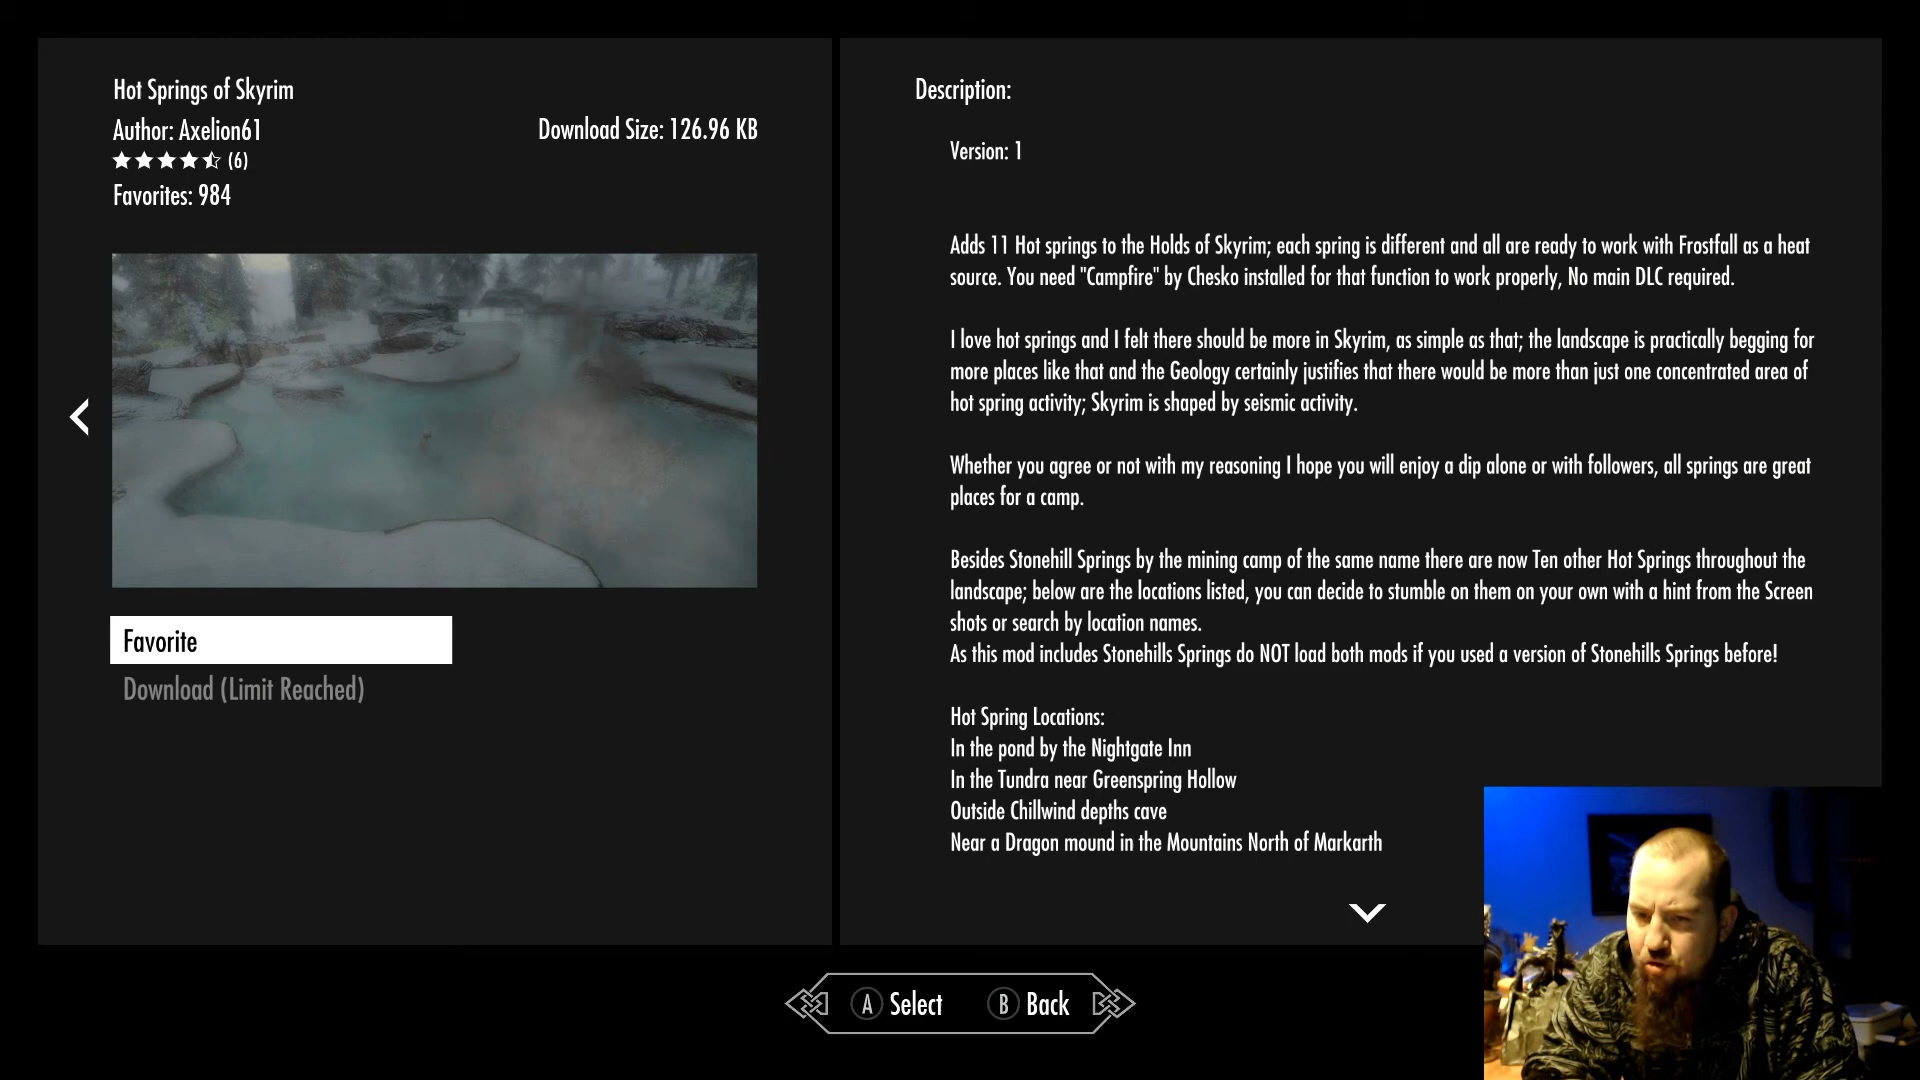 Hot Springs of Skyrim
Author: Axelion61
Download Size: 126.96 KB
(6)
Favorites: 984
Favorite
Download (Limit Reached)
Description:
Version: 1
Adds 11 Hot springs to the Holds of Skyrim; each spring is different and all are ready to work with Frostfall as a heat
source. You need "Campfire" by Chesko installed for that function to work properly, No main DLC required.
I love hot springs and I felt there should be more in Skyrim, as simple as that; the landscape is practically begging for
more places like that and the Geology certainly justifies that there would be more than just one concentrated area of
hot spring activity; Skyrim is shaped by seismic activity.
Whether you agree or not with my reasoning I hope you will enjoy a dip alone or with followers, all springs are great
places for a camp.
Besides Stonehill Springs by the mining camp of the same name there are now Ten other Hot Springs throughout the
landscape; below are the locations listed, you can decide to stumble on them on your own with a hint from the Screen
shots or search by location names.
As this mod includes Stonehills Springs do NOT load both mods if you used a version of Stonehills Springs before!
Hot Spring Locations:
In the pond by the Nightgate Inn
In the Tundra near Greenspring Hollow
Outside Chillwind depths cave
Near a Dragon mound in the Mountains North of Markarth
A Select B Back